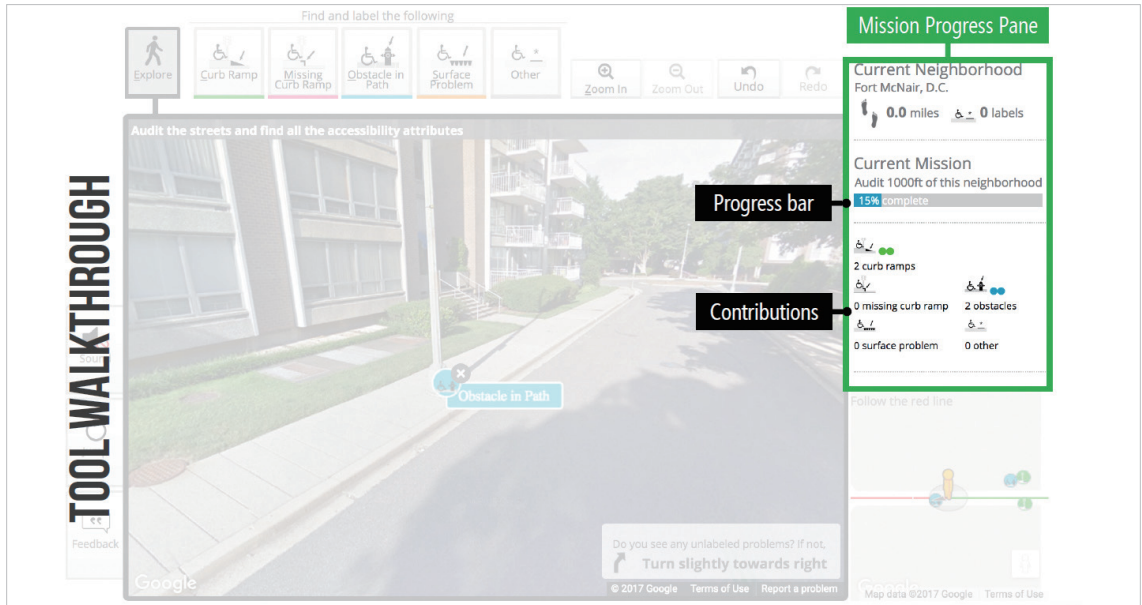 Find and label the following
Explore
Curb Ramp
Missing
Curb Ramp
Obstacle in
Path
Surface
Problem
Other
Zoom In
Zoom Out
Undo
Redo
Mission Progress Pane
Current Neighborhood
Fort McNair, D.C.
0.0 miles 0 labels
Current Mission
Audit 1000ft of this neighborhood
15% complete
Progress bar
2 curb ramps
0 missing curb ramp 2 obstacles
0 surface problem 0 other
Contributions
Audit the streets and find all the accessibility attributes
Obstacle in Path
TOOL WALKTHROUGH
Sound
Feedback
Follow the red line
Do you see any unlabeled problems? If not,
Turn slightly towards right
Google
© 2017 Google Terms of Use Report a problem
Google
Map data ©2017 Google Terms of Use